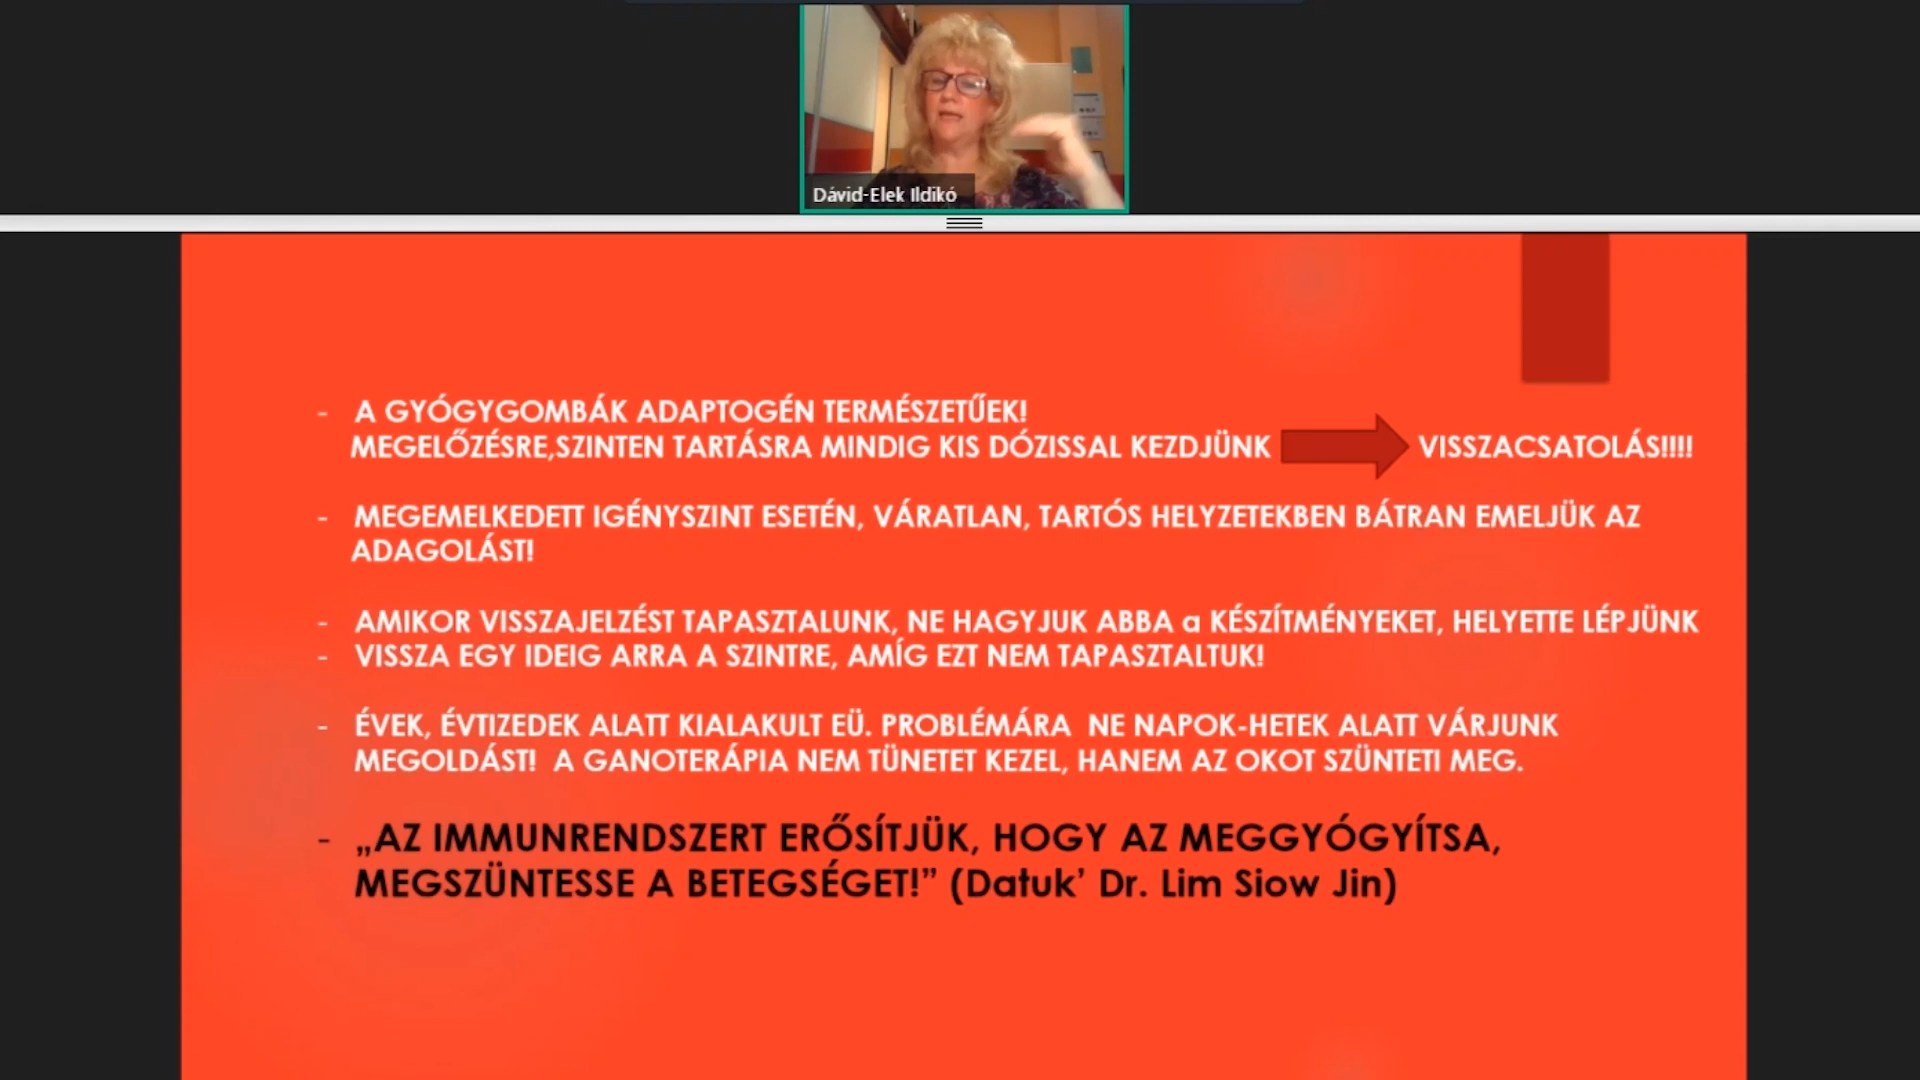 Dávid-Elek Ildikó
- A GYÓGYGOMBÁK ADAPTOGÉN TERMÉSZETŰEK!
MEGELŐZÉSRE,SZINTEN TARTÁSRA MINDIG KIS DÓZISSAL KEZDJÜNK VISSZACSATOLÁS!!!!
- MEGEMELKEDETT IGÉNYSZINT ESETÉN, VÁRATLAN, TARTÓS HELYZETEKBEN BÁTRAN EMELJÜK AZ
ADAGOLÁST!
- AMIKOR VISSZAJELZÉST TAPASZTALUNK, NE HAGYJUK ABBA a KÉSZÍTMÉNYEKET, HELYETTE LÉPJÜNK
- VISSZA EGY IDEIG ARRA A SZINTRE, AMÍG EZT NEM TAPASZTALTUK!
- ÉVEK, ÉVTIZEDEK ALATT KIALAKULT EÜ. PROBLÉMÁRA NE NAPOK-HETEK ALATT VÁRJUNK
MEGOLDÁST! A GANOTERÁPIA NEM TÜNETET KEZEL, HANEM AZ OKOT SZÜNTETI MEG.
- „AZ IMMUNRENDSZERT ERŐSÍTJÜK, HOGY AZ MEGGYÓGYÍTSA,
MEGSZÜNTESSE A BETEGSÉGET!” (Datuk’ Dr. Lim Siow Jin)